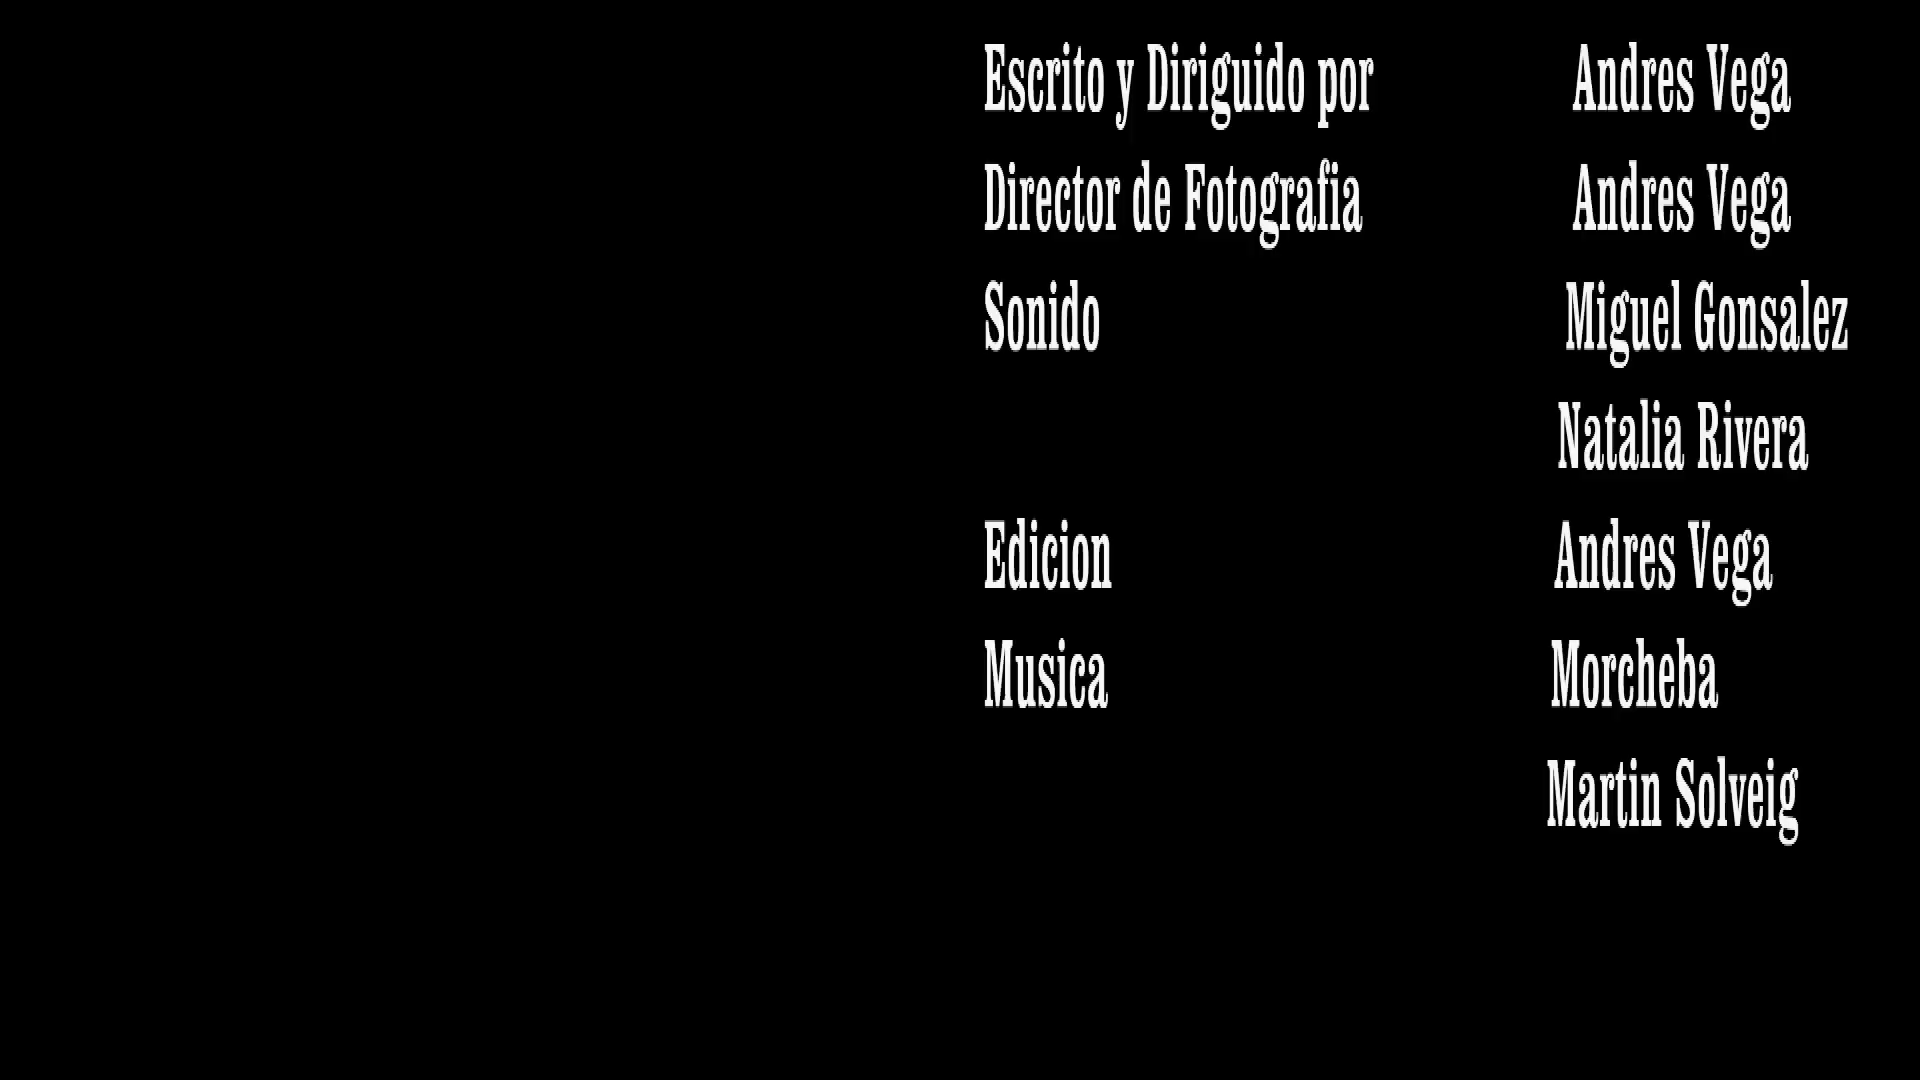 Escrito y Diriguido por Andres Vega
Director de Fotografia Andres Vega
Sonido Miguel Gonsalez
Natalia Rivera
Edicion Andres Vega
Musica Morcheba
Martin Solveig